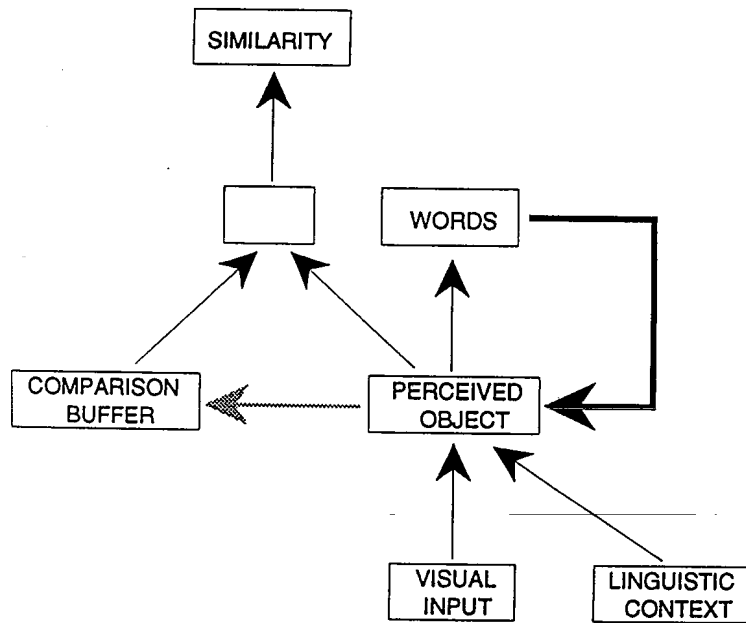 SIMILARITY
WORDS
COMPARISON
BUFFER
PERCEIVED
OBJECT
VISUAL
INPUT
LINGUISTIC
CONTEXT